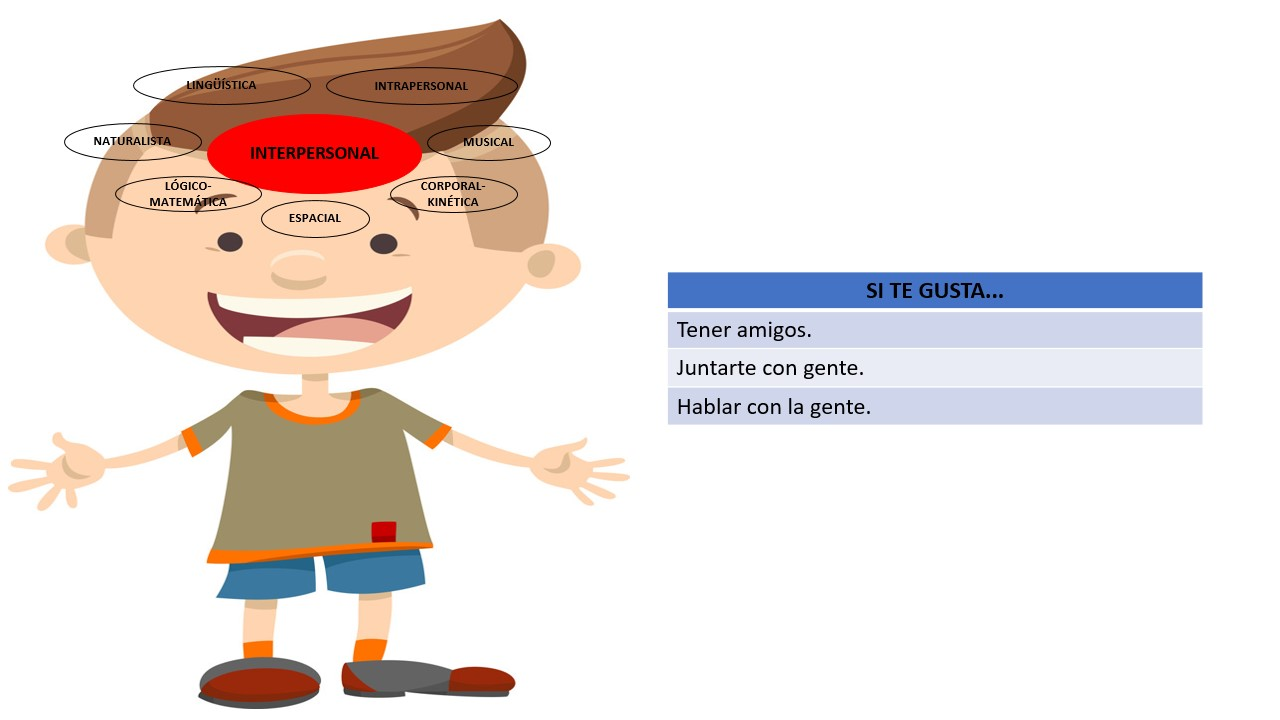 LINGÜÍSTICA
INTRAPERSONAL
NATURALISTA
INTERPERSONAL
MUSICAL
LÓGICO-
MATEMÁTICA
CORPORAL-
KINÉTICA
ESPACIAL
SI TE GUSTA...
Tener amigos.
Juntarte con gente.
Hablar con la gente.